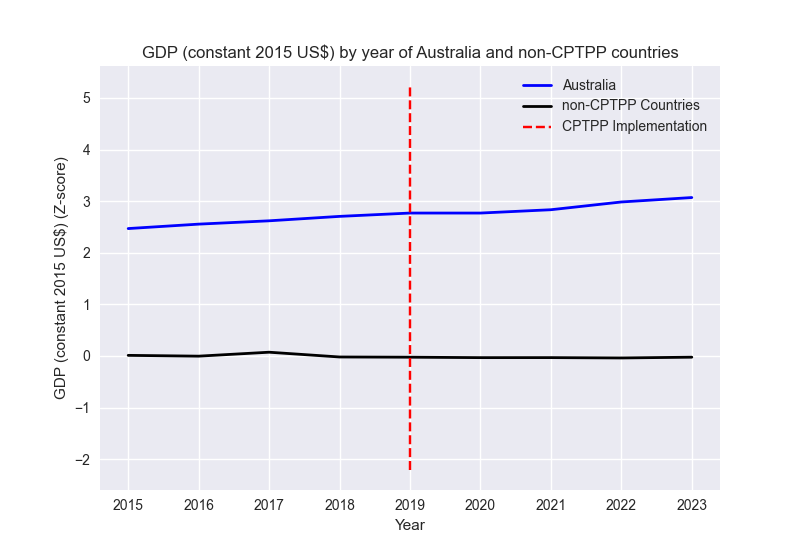 GDP (constant 2015 US$) by year of Australia and non-CPTPP countries
Australia
non-CPTPP Countries
CPTPP Implementation
GDP (constant 2015 US$) (Z-score)
5
4
3
2
1
0
−1
−2
2015 2016 2017 2018 2019 2020 2021 2022 2023
Year